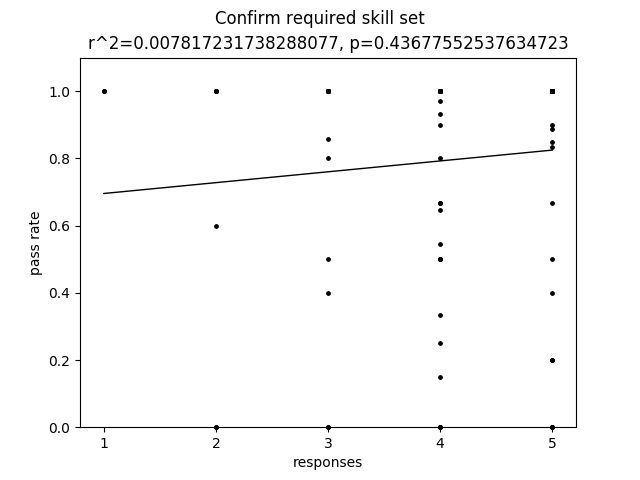 Confirm required skill set
r^2=0.007817231738288077, p=0.43677552537634723
1.0
0.8
0.6
0.4
0.2
0.0
pass rate
1 2 3 4 5
responses